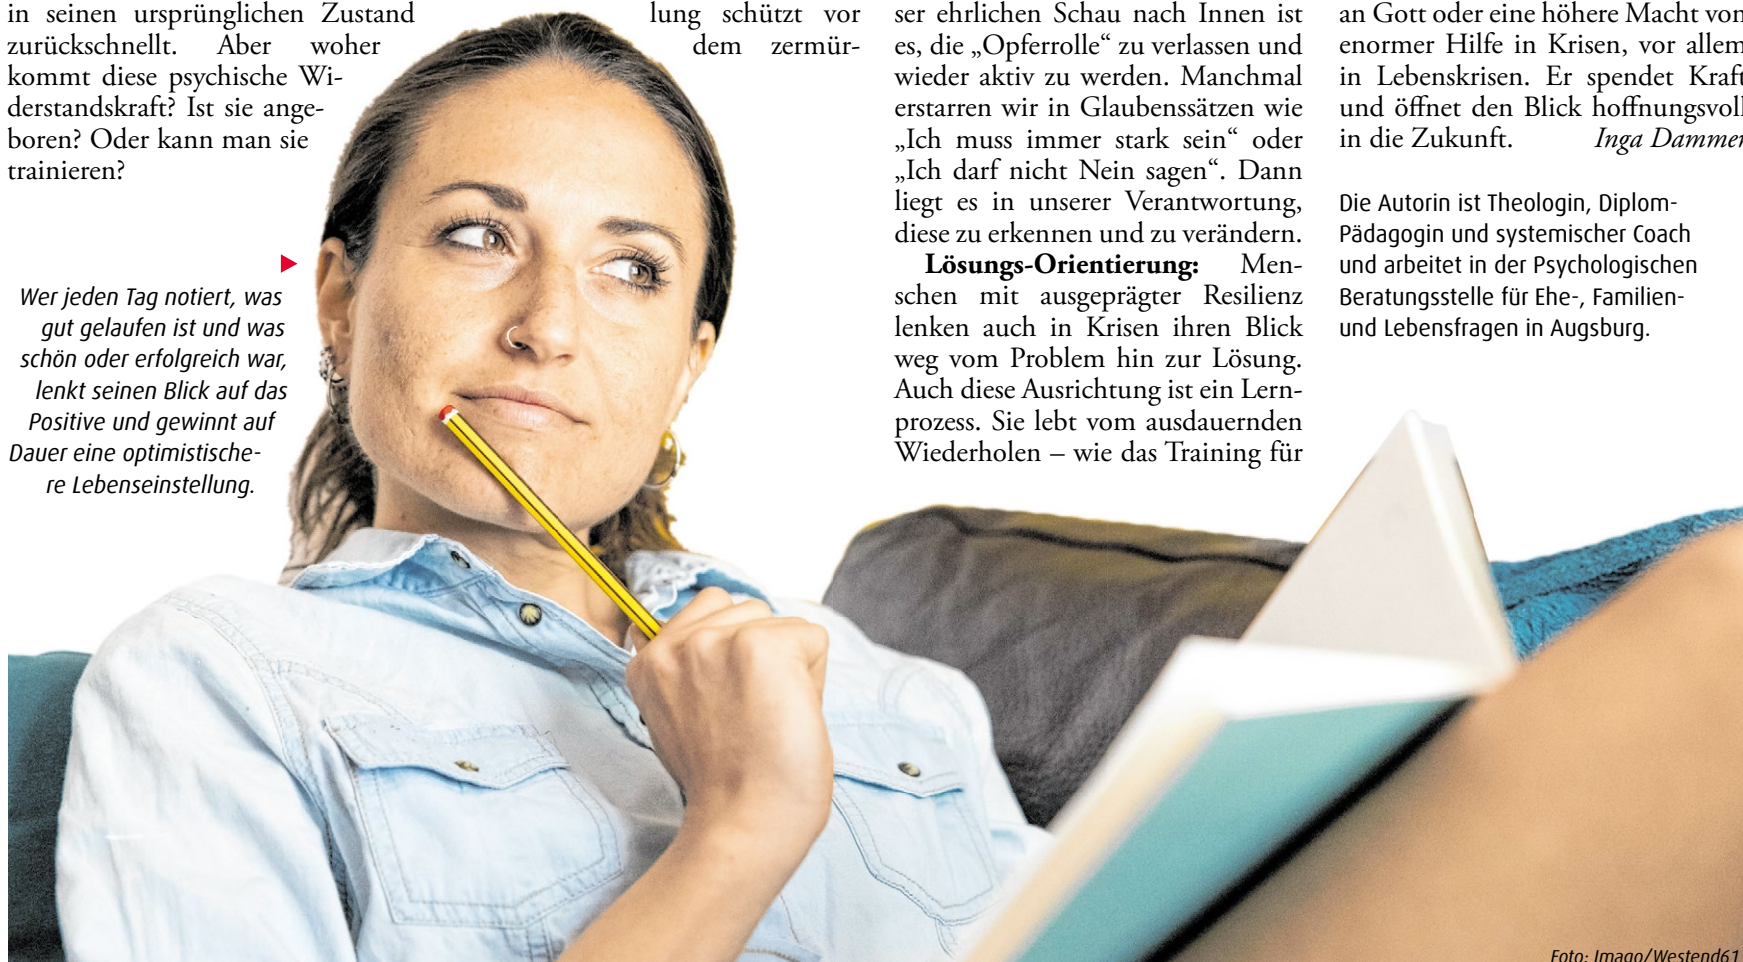 in seinen ursprünglichen Zustand
zurückschnellt. Aber woher
kommt diese psychische Wi-
derstandskraft? Ist sie ange-
boren? Oder kann man sie
trainieren?
Wer jeden Tag notiert, was
gut gelaufen ist und was
schön oder erfolgreich war,
lenkt seinen Blick auf das
Positive und gewinnt auf
Dauer eine optimistische-
re Lebenseinstellung.
lung schützt vor
dem zermür-
ser ehrlichen Schau nach Innen ist
es, die „Opferrolle“ zu verlassen und
wieder aktiv zu werden. Manchmal
erstarren wir in Glaubenssätzen wie
„Ich muss immer stark sein“ oder
„Ich darf nicht Nein sagen“. Dann
liegt es in unserer Verantwortung,
diese zu erkennen und zu verändern.
Lösungs-Orientierung: Men-
schen mit ausgeprägter Resilienz
lenken auch in Krisen ihren Blick
weg vom Problem hin zur Lösung.
Auch diese Ausrichtung ist ein Lern-
prozess. Sie lebt vom ausdauernden
Wiederholen – wie das Training für
an Gott oder eine höhere Macht von
enormer Hilfe in Krisen, vor allem
in Lebenskrisen. Er spendet Kraft
und öffnet den Blick hoffnungsvoll
in die Zukunft. Inga Dammer
Die Autorin ist Theologin, Diplom-
Pädagogin und systemischer Coach
und arbeitet in der Psychologischen
Beratungsstelle für Ehe-, Familien-
und Lebensfragen in Augsburg.
Foto: Imago/Westend61